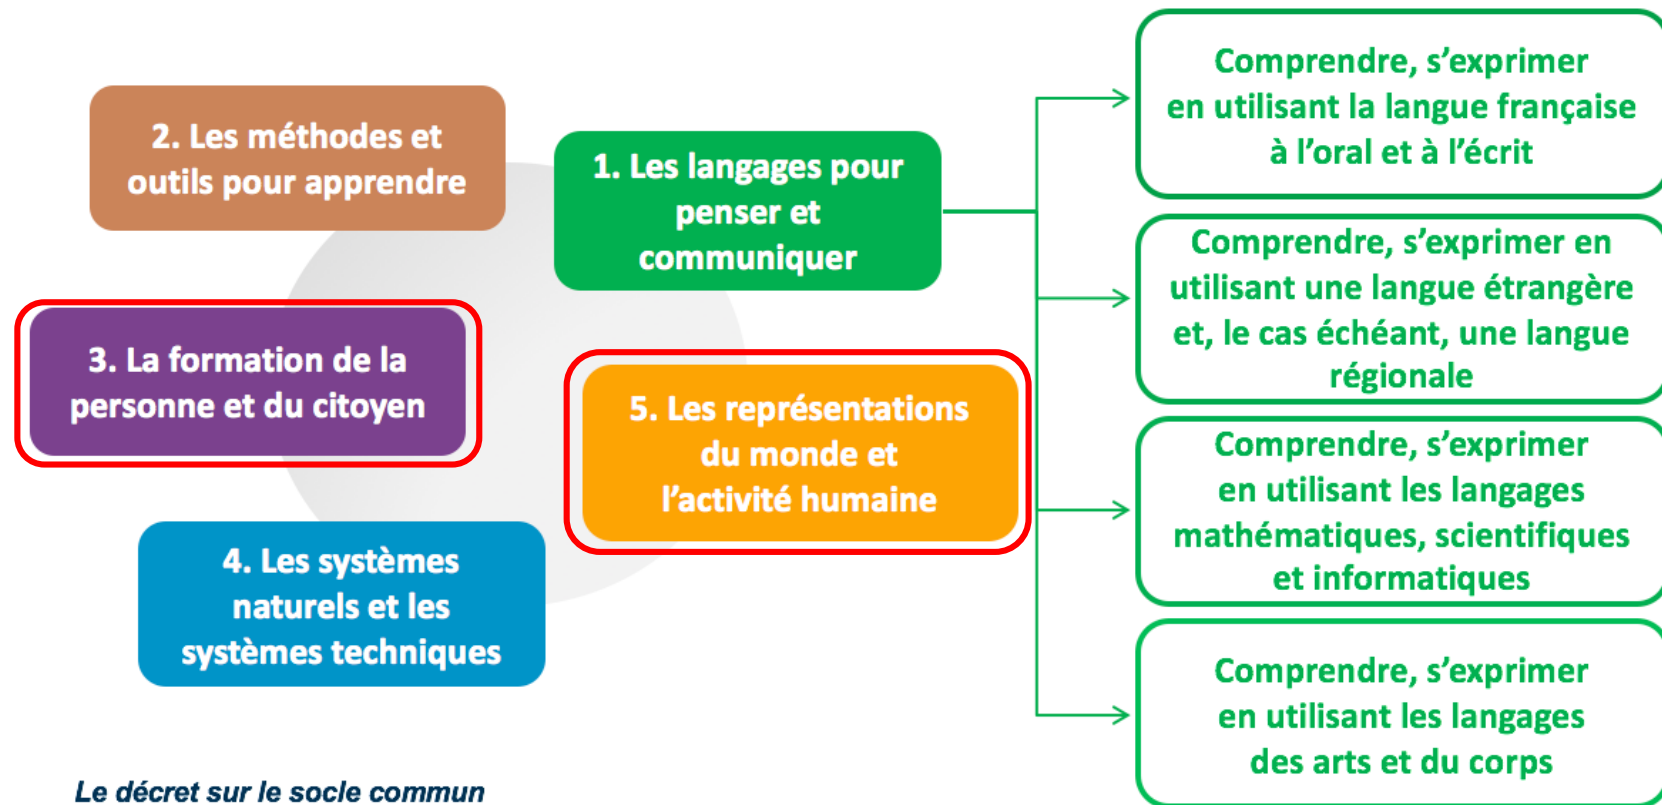 2. Les méthodes et
outils pour apprendre
1. Les langages pour
penser et
communiquer
3. La formation de la
personne et du citoyen
5. Les représentations
du monde et
l’activité humaine
4. Les systèmes
naturels et les
systèmes techniques
Comprendre, s’exprimer
en utilisant la langue française
à l’oral et à l’écrit
Comprendre, s’exprimer en
utilisant une langue étrangère
et, le cas échéant, une langue
régionale
Comprendre, s’exprimer
en utilisant les langages
mathématiques, scientifiques
et informatiques
Comprendre, s’exprimer
en utilisant les langages
des arts et du corps
Le décret sur le socle commun